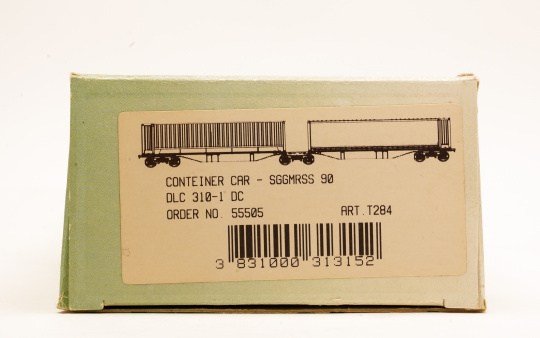 CONTEINER CAR - SGGMRSS 90
DLC 310-1 DC
ORDER NO. 55505 ART.T284
3 831000 313152